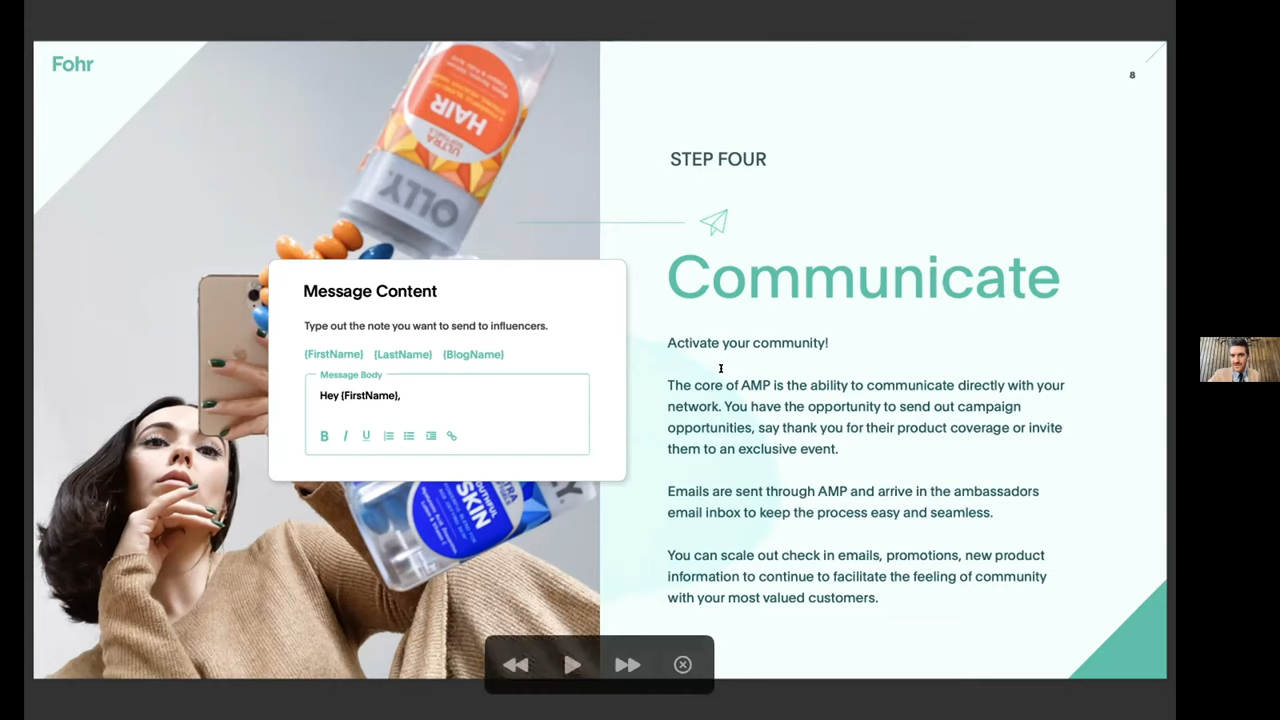 Fohr
8
HAIR
ULTRA
OLLY.
STEP FOUR
Communicate
Message Content
Type out the note you want to send to influencers.
{FirstName} {LastName} {BlogName}
Message Body
Hey {FirstName},
B I U
SKIN
Activate your community!
The core of AMP is the ability to communicate directly with your
network. You have the opportunity to send out campaign
opportunities, say thank you for their product coverage or invite
them to an exclusive event.
Emails are sent through AMP and arrive in the ambassadors
email inbox to keep the process easy and seamless.
You can scale out check in emails, promotions, new product
information to continue to facilitate the feeling of community
with your most valued customers.